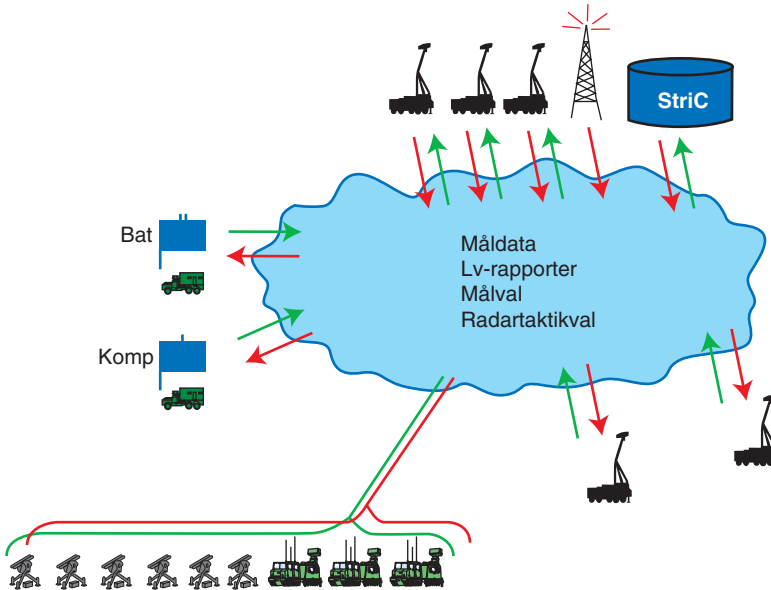 StriC
Bat
Måldata
Lv-rapporter
Målval
Radartaktikval
Komp